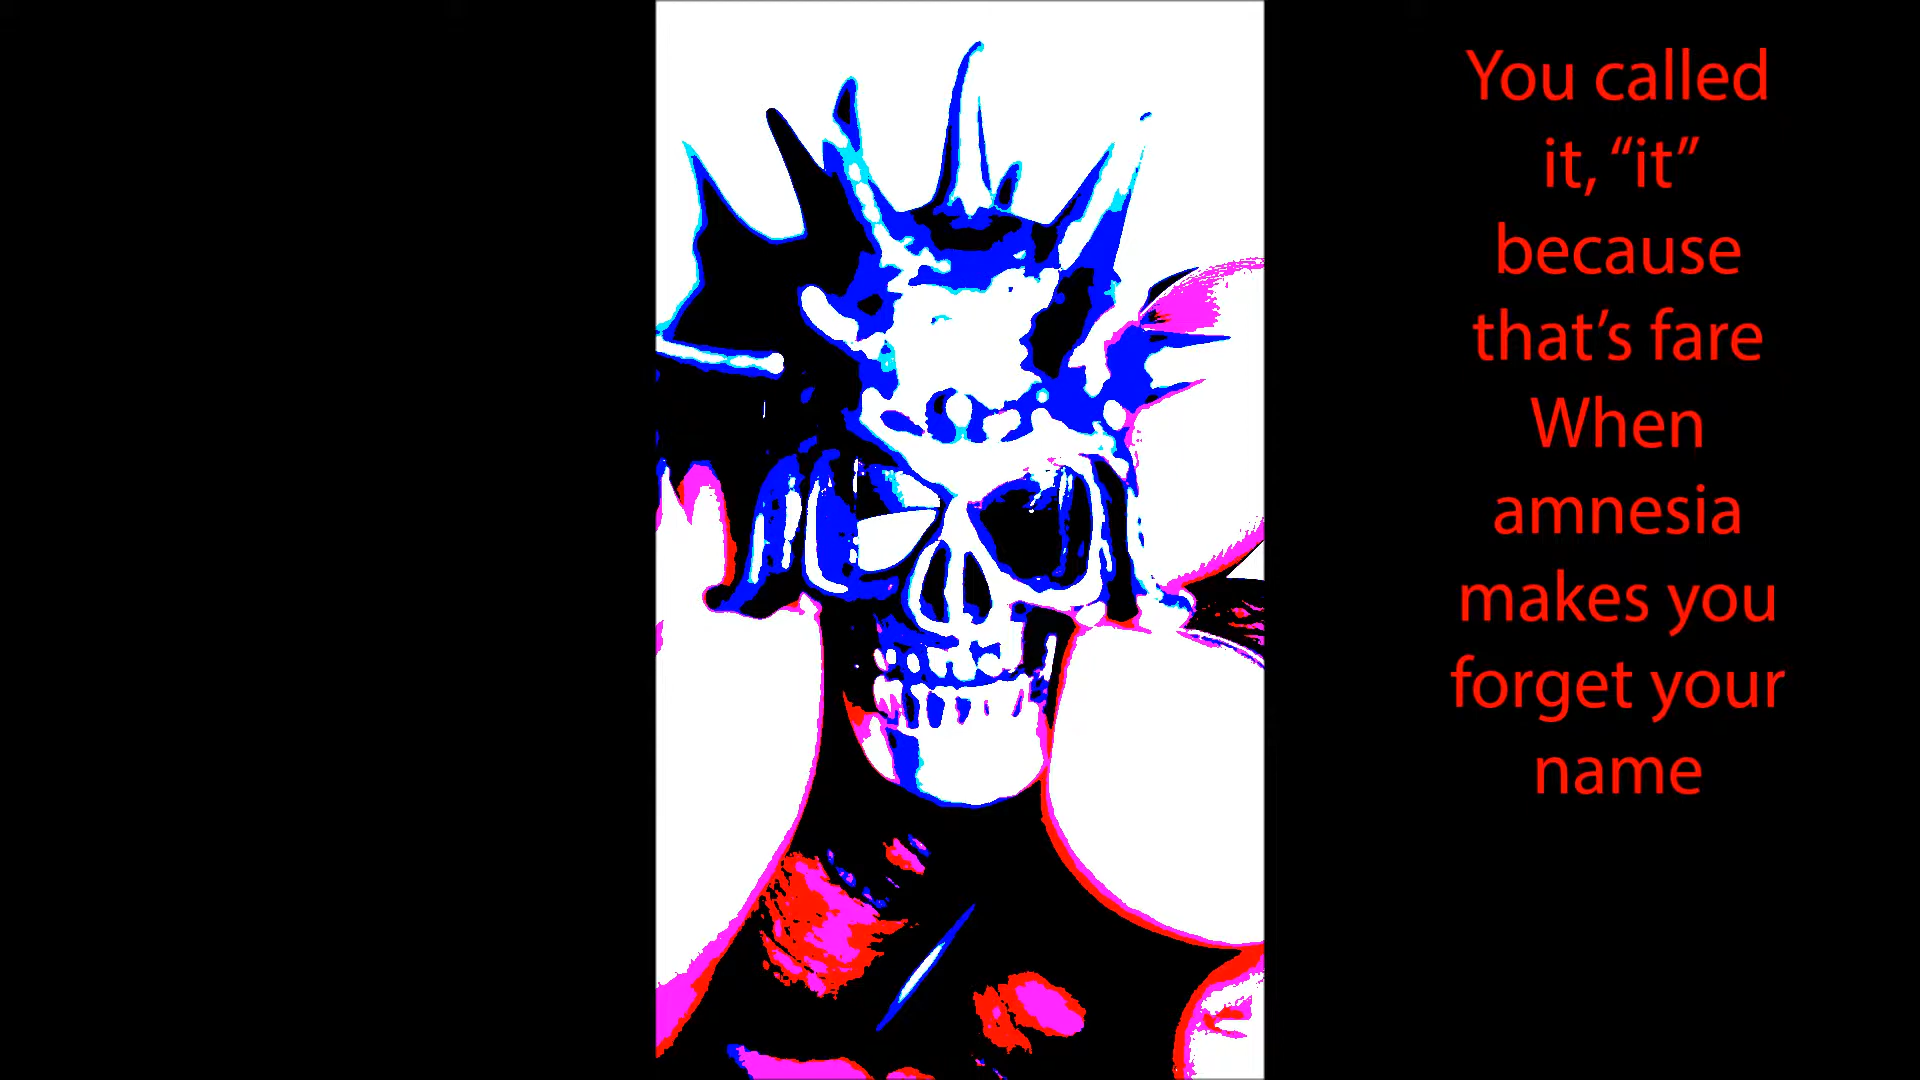 You called
it, “it”
because
that’s fare
When
amnesia
makes you
forget your
name